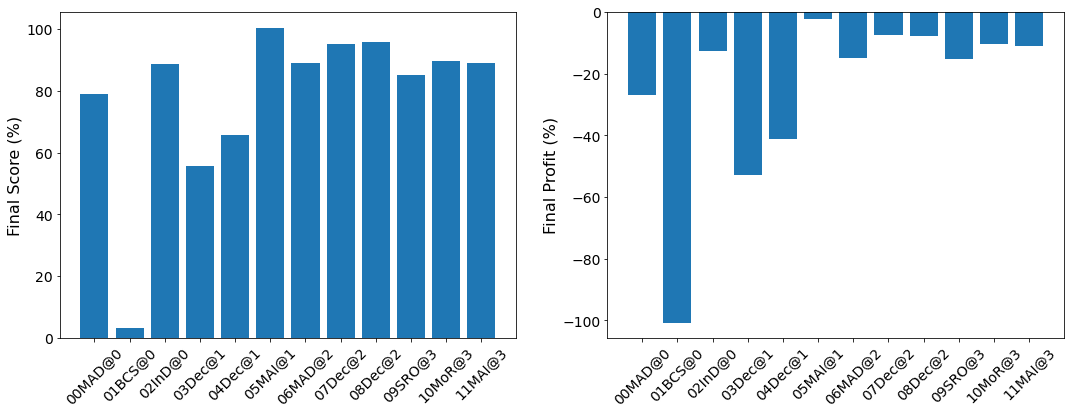 Final Score (%)
100
80
60
40
20
0
00MAD@0
01BCS@0
02InD@0
03Dec@1
04Dec@1
05MAI@1
06MAD@2
07Dec@2
08Dec@2
09SRO@3
10MoR@3
11MAI@3
Final Profit (%)
0
−20
−40
−60
−80
−100
00MAD@0
01BCS@0
02InD@0
03Dec@1
04Dec@1
05MAI@1
06MAD@2
07Dec@2
08Dec@2
09SRO@3
10MoR@3
11MAI@3